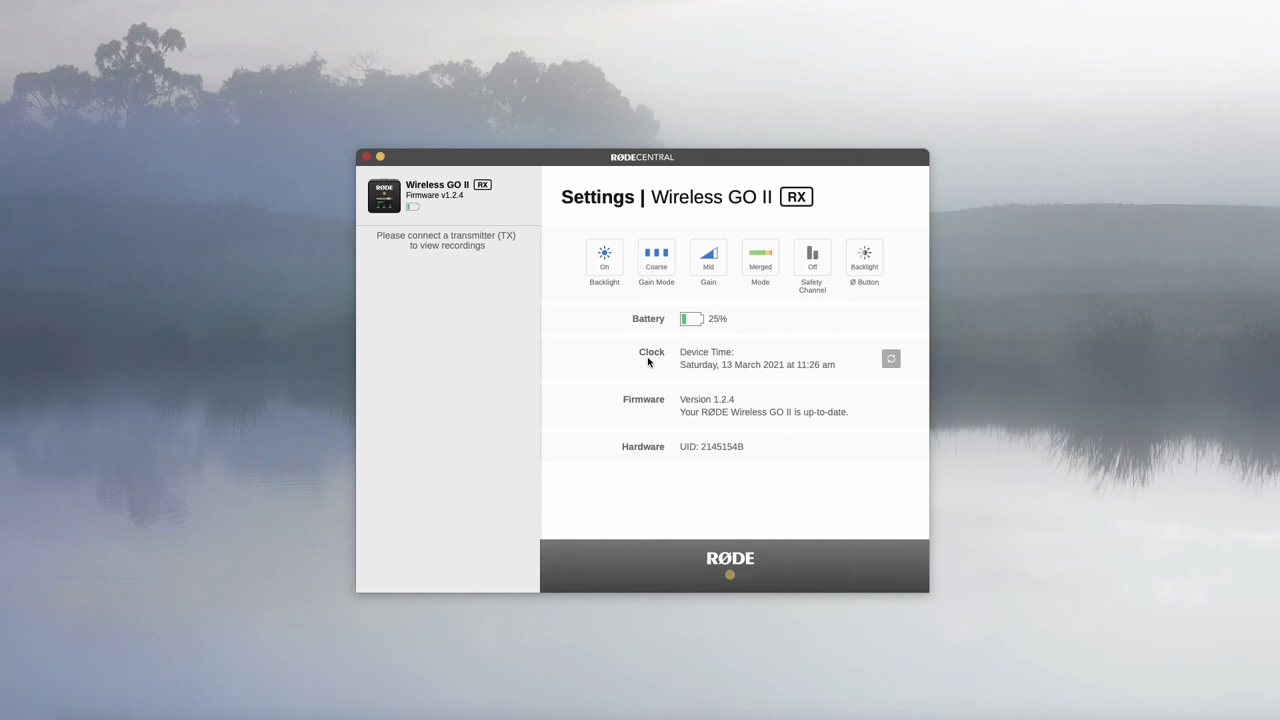 RØDECENTRAL
RØDE
Wireless GO II RX
Firmware v1.2.4
Please connect a transmitter (TX)
to view recordings
Settings | Wireless GO II RX
On
Coarse
Mid
Merged
Off
Backlight
Backlight
Gain Mode
Gain
Mode
Safety
Channel
Ø Button
Battery
25%
Clock
Device Time:
Saturday, 13 March 2021 at 11:26 am
Firmware
Version 1.2.4
Your RØDE Wireless GO II is up-to-date.
Hardware
UID: 2145154B
RØDE